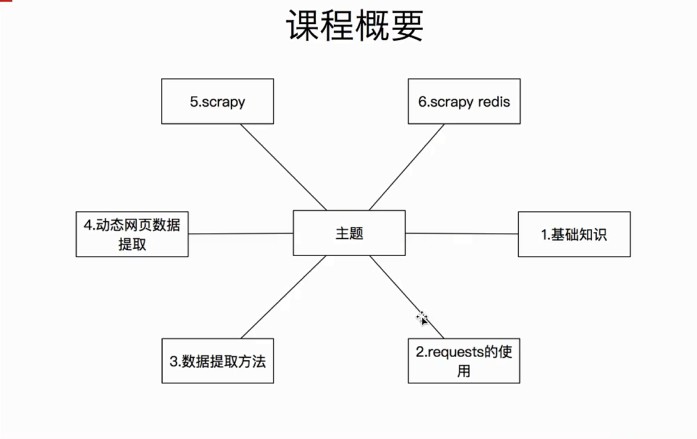 课程概要
5.scrapy
6.scrapy redis
4.动态网页数据
提取
主题
1.基础知识
3.数据提取方法
2.requests的使
用